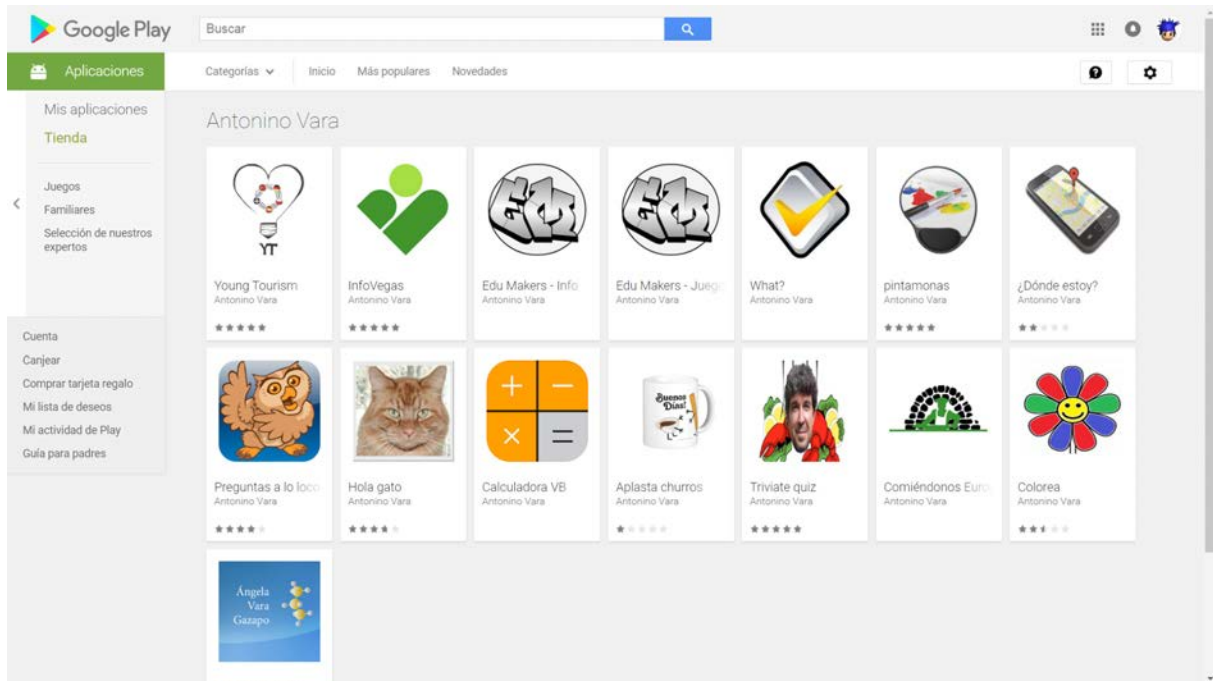 Google Play
Buscar
Aplicaciones
Categorías
Inicio
Más populares
Novedades
Mis aplicaciones
Tienda
Juegos
Familiares
Selección de nuestros
expertos
Cuenta
Canjear
Comprar tarjeta regalo
Mi lista de deseos
Mi actividad de Play
Guía para padres
Antonino Vara
YT
Young Tourism
Antonino Vara
InfoVegas
Antonino Vara
EM
Edu Makers - Info
Antonino Vara
EM
Edu Makers - Jueg
Antonino Vara
What?
Antonino Vara
pintamonas
Antonino Vara
¿Dónde estoy?
Antonino Vara
Preguntas a lo loco
Antonino Vara
Hola gato
Antonino Vara
Calculadora VB
Antonino Vara
Buenos
Días!
Aplasta churros
Antonino Vara
Triviate quiz
Antonino Vara
Comiéndonos Euro
Antonino Vara
Colorea
Antonino Vara
Ángela
Vara
Gazapo